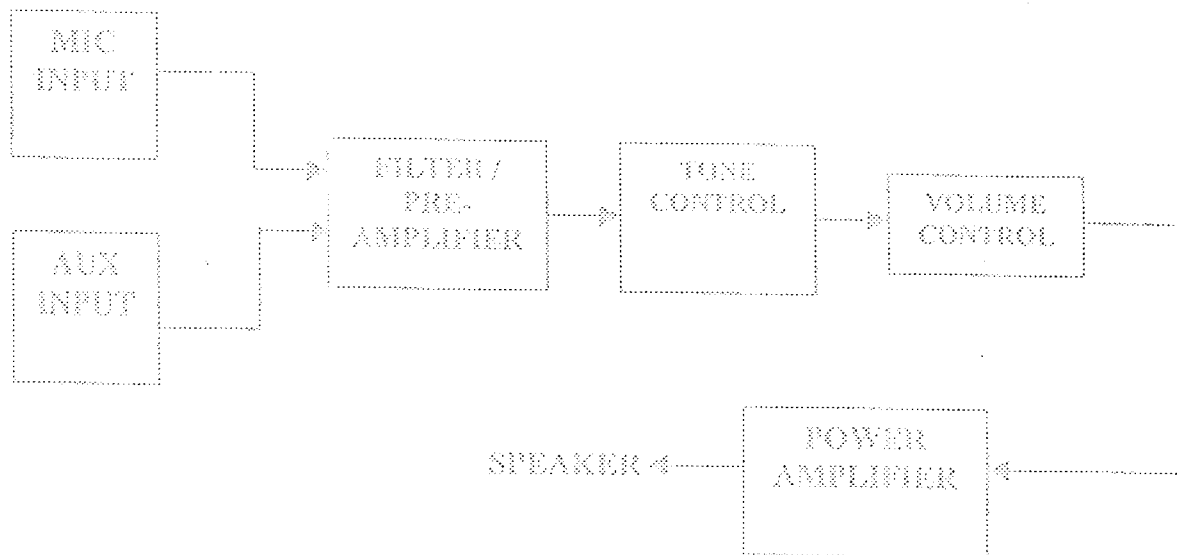 MIC
INPUT
AUX
INPUT
FILTER /
PRE-
AMPLIFIER
TONE
CONTROL
VOLUME
CONTROL
POWER
AMPLIFIER
SPEAKER